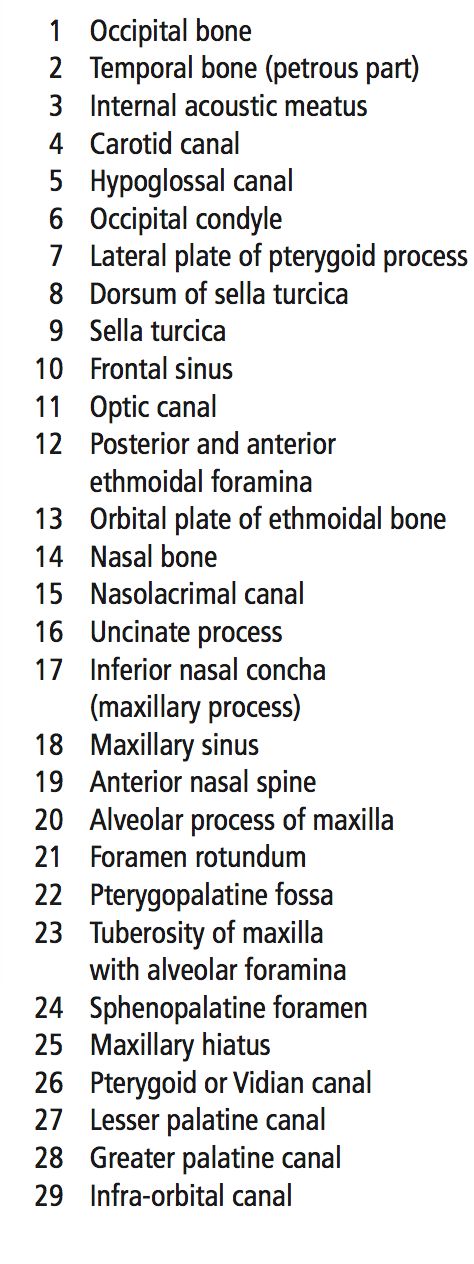 1 Occipital bone
2 Temporal bone (petrous part)
3 Internal acoustic meatus
4 Carotid canal
5 Hypoglossal canal
6 Occipital condyle
7 Lateral plate of pterygoid process
8 Dorsum of sella turcica
9 Sella turcica
10 Frontal sinus
11 Optic canal
12 Posterior and anterior
ethmoidal foramina
13 Orbital plate of ethmoidal bone
14 Nasal bone
15 Nasolacrimal canal
16 Uncinate process
17 Inferior nasal concha
(maxillary process)
18 Maxillary sinus
19 Anterior nasal spine
20 Alveolar process of maxilla
21 Foramen rotundum
22 Pterygopalatine fossa
23 Tuberosity of maxilla
with alveolar foramina
24 Sphenopalatine foramen
25 Maxillary hiatus
26 Pterygoid or Vidian canal
27 Lesser palatine canal
28 Greater palatine canal
29 Infra-orbital canal